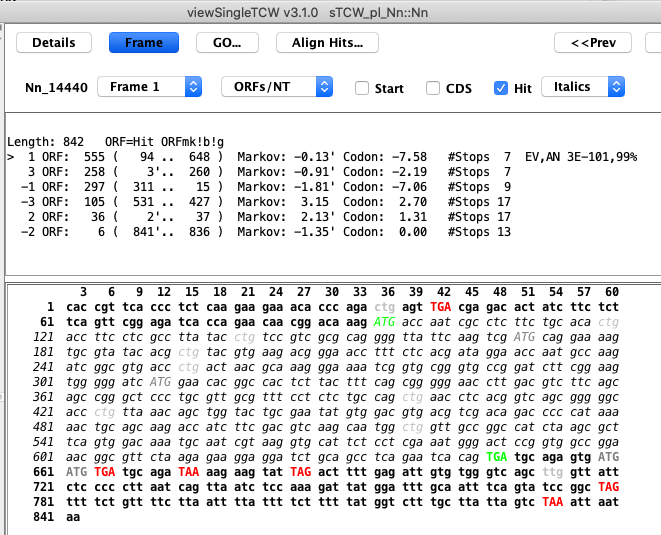 viewSingleTCW v3.1.0 sTCW_pl_Nn::Nn
Details Frame GO... Align Hits... <<Prev
Nn_14440 Frame 1 ORFs/NT Start CDS Hit Italics
Length: 842 ORF=Hit ORFmk!b!g
> 1 ORF: 555 ( 94 .. 648 ) Markov: -0.13' Codon: -7.58 #Stops 7 EV,AN 3E-101,99%
3 ORF: 258 ( 3'.. 260 ) Markov: -0.91' Codon: -2.19 #Stops 7
-1 ORF: 297 ( 311 .. 15 ) Markov: -1.81' Codon: -7.06 #Stops 9
-3 ORF: 105 ( 531 .. 427 ) Markov: 3.15 Codon: 2.70 #Stops 17
2 ORF: 36 ( 2'.. 37 ) Markov: 2.13' Codon: 1.31 #Stops 17
-2 ORF: 6 ( 841'.. 836 ) Markov: -1.35' Codon: 0.00 #Stops 13
3 6 9 12 15 18 21 24 27 30 33 36 39 42 45 48 51 54 57 60
1 cac cgt tca ccc tct caa gaa gaa aca ccc aga ctg agt TGA cga gac act atc ttc tct
61 tca gtt cgg aga tca ccc gaa caa cgg aca aag ATG acc aat cgc ctc ttc tgc aca ctg
121 acc ttc ctc gcc tta tac ctg tcc gtc gcg cag ggg tta ttc aag tcg ATG cag gaa aag
181 tgc gta tac acg ctg tac gtg aag acg gga acc ttt ctc acg ata gga acc aat gcc aag
241 atc ggc gtg acc ctg act aac gca aag gga aaa tcg gtg cgt gtg ccg gat ctt cgg aag
301 tgg ggg atc ATG gaa cac ggc cac tct tac ttt cag cgg ggg aac ctt gac gtc ttc agc
361 agc cgg gct ccc tgc gtt gcg ttt cct ctc tgc cag ctg aac ctc acg tct gac ggc acc
421 acc ctg tta aac agc tgg tac tgc gaa tat gtg gac gtg acg tcg aca gac ccc cat aaa
481 aac tgc agc aag acc atc ttc gac gtc aag caa tgg ctg gtt gcc ggc cat cta agc gct
541 tca gtg gac aaa tgc aat cga agt cat tct ccc tgt cga aat ggg act ccg gtg gcc gga
601 aac ggt ttc cta aga gaa gga gga tct gca cct caa gaa tca cag TGA tgc aga gtg ATG
661 ATG TGA tgc aga TAA aag aag tat TAG act ttt gag att gtg tgg gtc agc ttg ggt att
721 ctc ccc ctt aat cag tta atc tcc aaa gat tat gga ttt gca att tca gta tcc ggc TAG
781 ttt tct gtt ttc tta att ttc tct tta tgg tct ttg cta tta gtc TAA att aat
841 aa